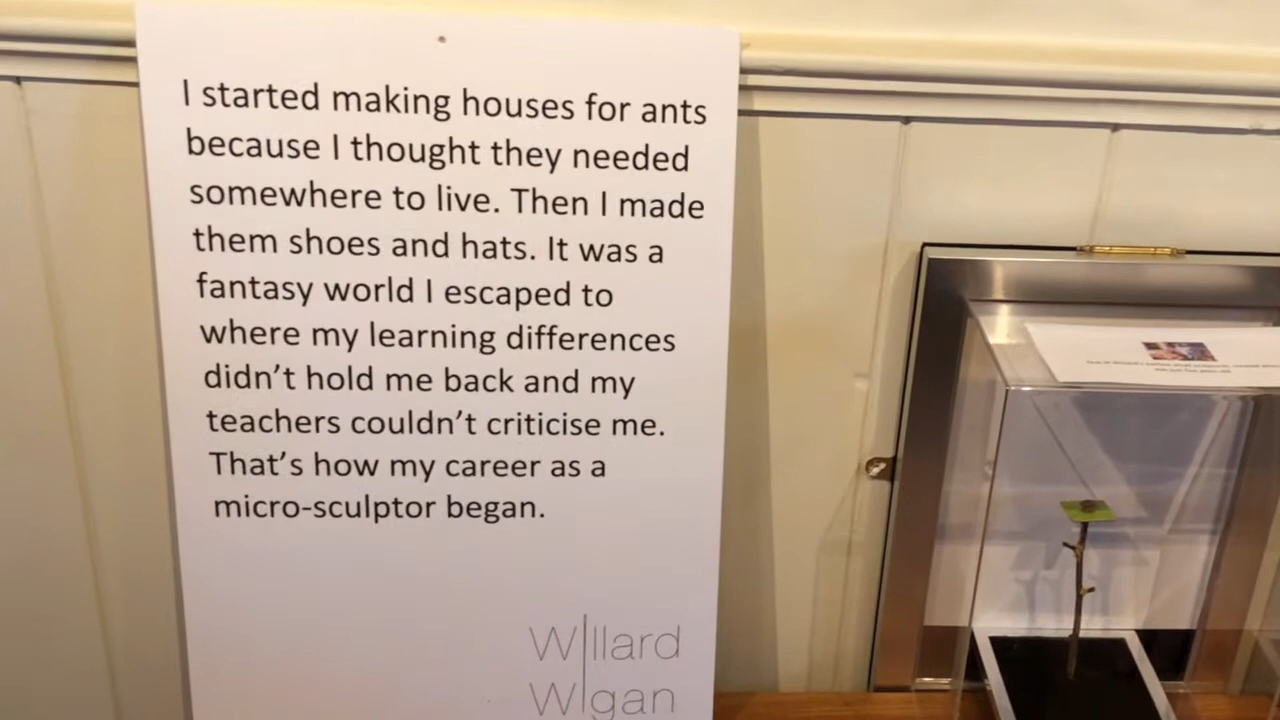 I started making houses for ants
because I thought they needed
somewhere to live. Then I made
them shoes and hats. It was a
fantasy world I escaped to
where my learning differences
didn't hold me back and my
teachers couldn't criticise me.
That's how my career as a
micro-sculptor began.
Willard
Wigan